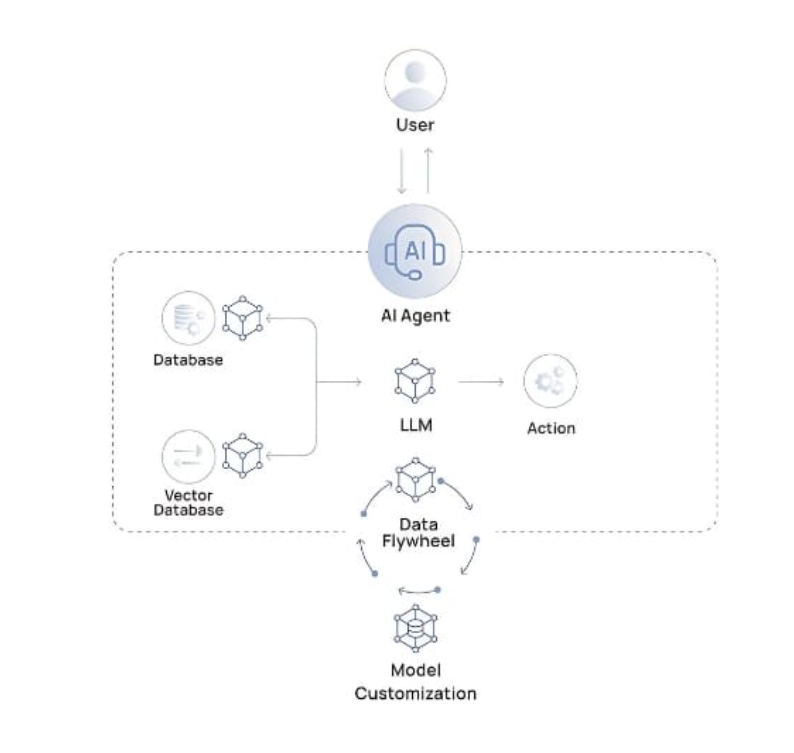 User
AI
AI Agent
Database
LLM
Action
Vector
Database
Data
Flywheel
Model
Customization